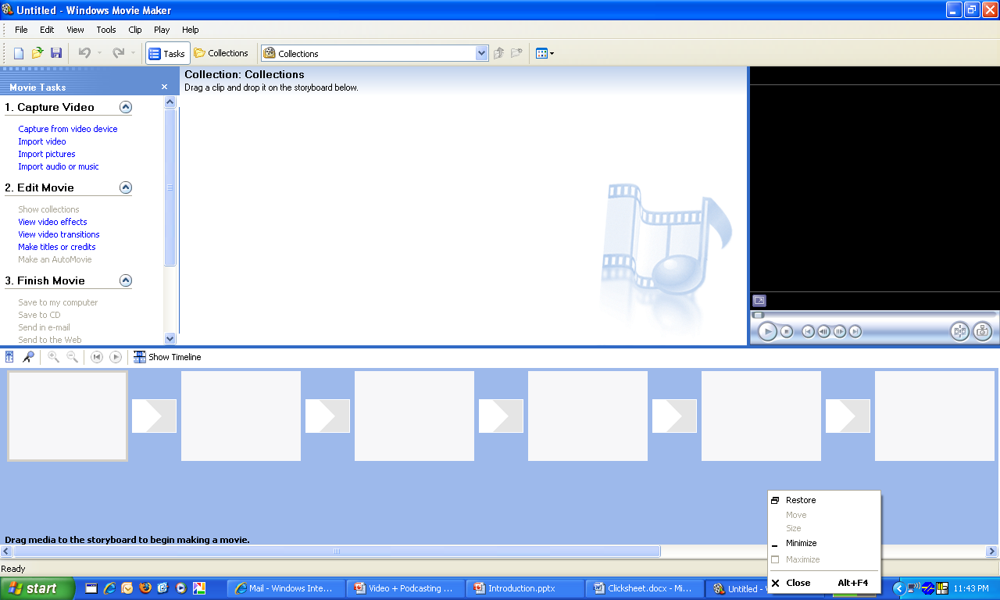 Untitled - Windows Movie Maker
File Edit View Tools Clip Play Help
Tasks Collections Collections
Movie Tasks
Collection: Collections
Drag a clip and drop it on the storyboard below.
1. Capture Video
Capture from video device
Import video
Import pictures
Import audio or music
2. Edit Movie
Show collections
View video effects
View video transitions
Make titles or credits
Make an AutoMovie
3. Finish Movie
Save to my computer
Save to CD
Send in e-mail
Send to the Web
Show Timeline
Drag media to the storyboard to begin making a movie.
Restore
Move
Size
Minimize
Maximize
Close Alt+F4
Ready
start Mail - Windows Inte... Video + Podcasting ... Introduction.pptx Clicksheet.docx - Mi... Untitled - 11:43 PM